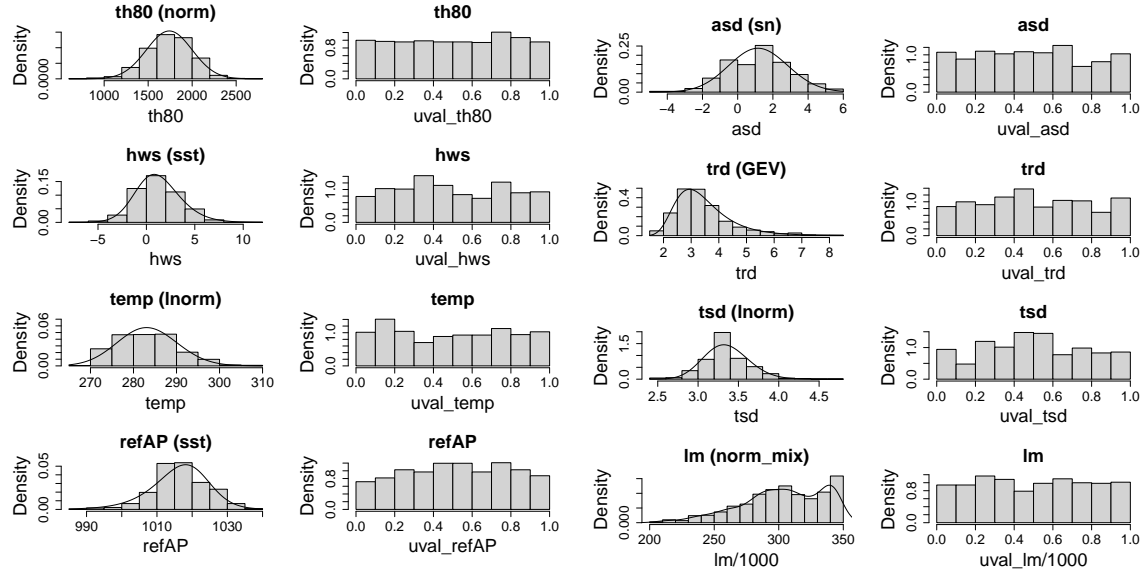 th80 (norm)
Density
0.0000
1000 1500 2000 2500
th80
th80
Density
0.0 0.8
0.0 0.2 0.4 0.6 0.8 1.0
uval_th80
asd (sn)
Density
0.00 0.25
−4 −2 0 2 4 6
asd
asd
Density
0.0 1.0
0.0 0.2 0.4 0.6 0.8 1.0
uval_asd
hws (sst)
Density
0.00 0.15
−5 0 5 10
hws
hws
Density
0.0 1.0
0.0 0.2 0.4 0.6 0.8 1.0
uval_hws
trd (GEV)
Density
0.0 0.4
2 3 4 5 6 7 8
trd
trd
Density
0.0 1.0
0.0 0.2 0.4 0.6 0.8 1.0
uval_trd
temp (lnorm)
Density
0.00 0.06
270 280 290 300 310
temp
temp
Density
0.0 1.0
0.0 0.2 0.4 0.6 0.8 1.0
uval_temp
tsd (lnorm)
Density
0.0 1.5
2.5 3.0 3.5 4.0 4.5
tsd
tsd
Density
0.0 1.0
0.0 0.2 0.4 0.6 0.8 1.0
uval_tsd
refAP (sst)
Density
0.00 0.05
990 1010 1030
refAP
refAP
Density
0.0 0.8
0.0 0.2 0.4 0.6 0.8 1.0
uval_refAP
lm (norm_mix)
Density
0.000
200 250 300 350
lm/1000
lm
Density
0.0 0.8
0.0 0.2 0.4 0.6 0.8 1.0
uval_lm/1000